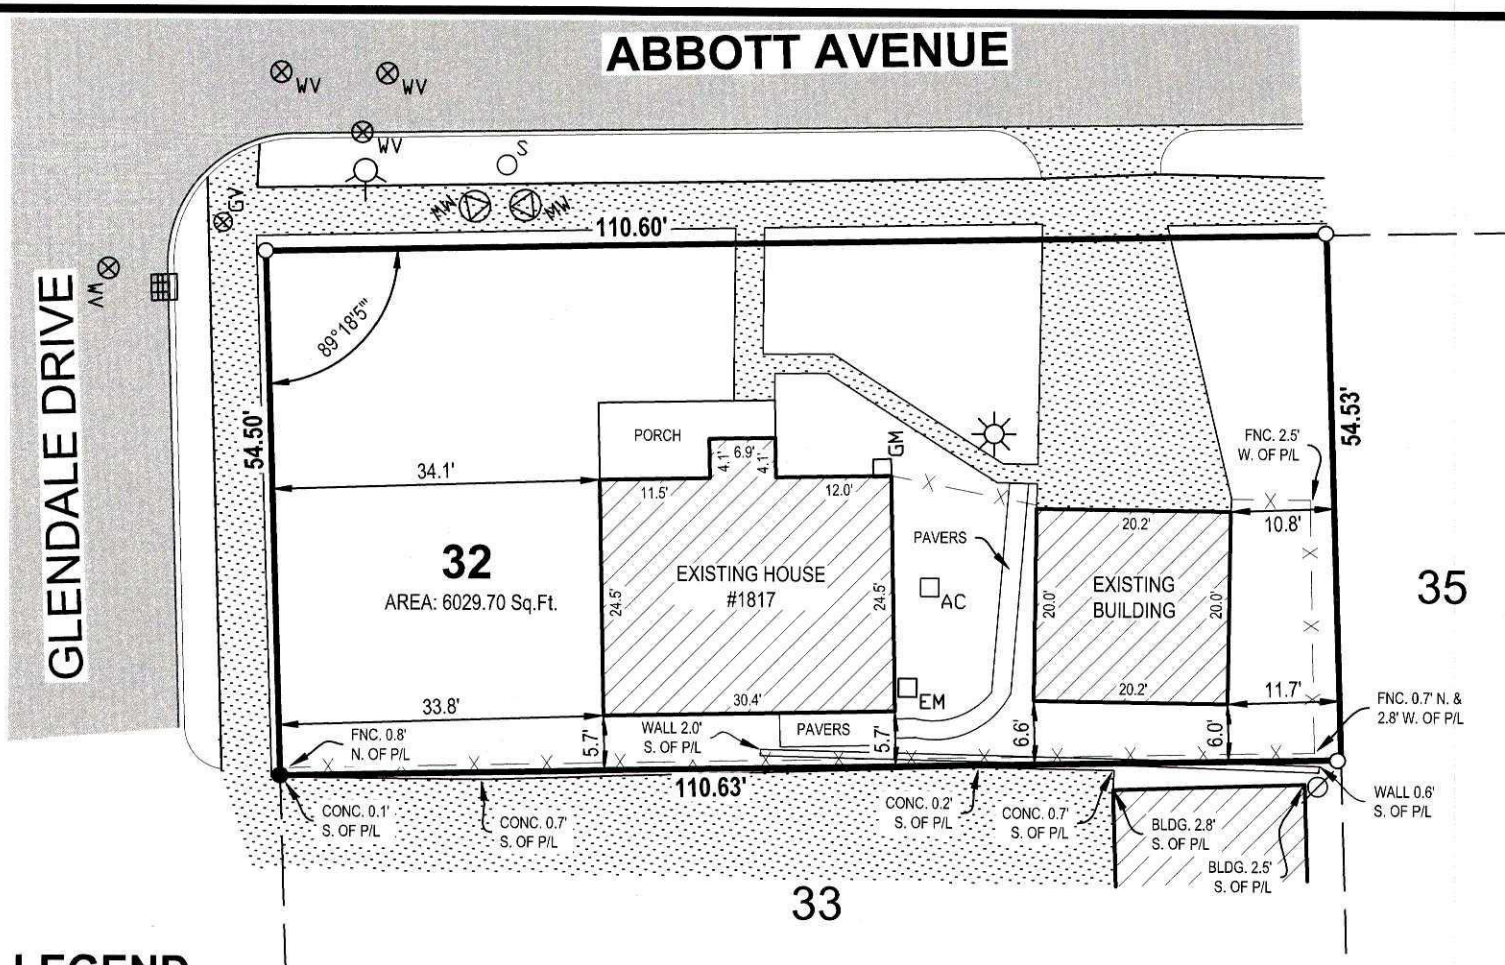 ABBOTT AVENUE
WV
WV
WV
S
GV
MW
MW
110.60'
WV
GLENDALE DRIVE
89°18'5"'
54.50'
54.53'
PORCH
6.9'
4.1'
4.1'
GM
FNC. 2.5'
W. OF P/L
34.1'
11.5'
12.0'
10.8'
32
AREA: 6029.70 Sq.Ft.
EXISTING HOUSE
#1817
24.5'
24.5'
PAVERS
AC
20.2'
EXISTING
BUILDING
20.0'
20.0'
35
EM
33.8'
30.4'
20.2'
11.7'
FNC. 0.7' N. &
2.8' W. OF P/L
FNC. 0.8'
N. OF P/L
5.7'
WALL 2.0'
S. OF P/L
PAVERS
5.7'
6.6'
6.0'
110.63'
CONC. 0.1'
S. OF P/L
CONC. 0.7'
S. OF P/L
CONC. 0.2'
S. OF P/L
CONC. 0.7'
S. OF P/L
BLDG. 2.8'
S. OF P/L
BLDG. 2.5'
S. OF P/L
WALL 0.6'
S. OF P/L
33
LEGEND